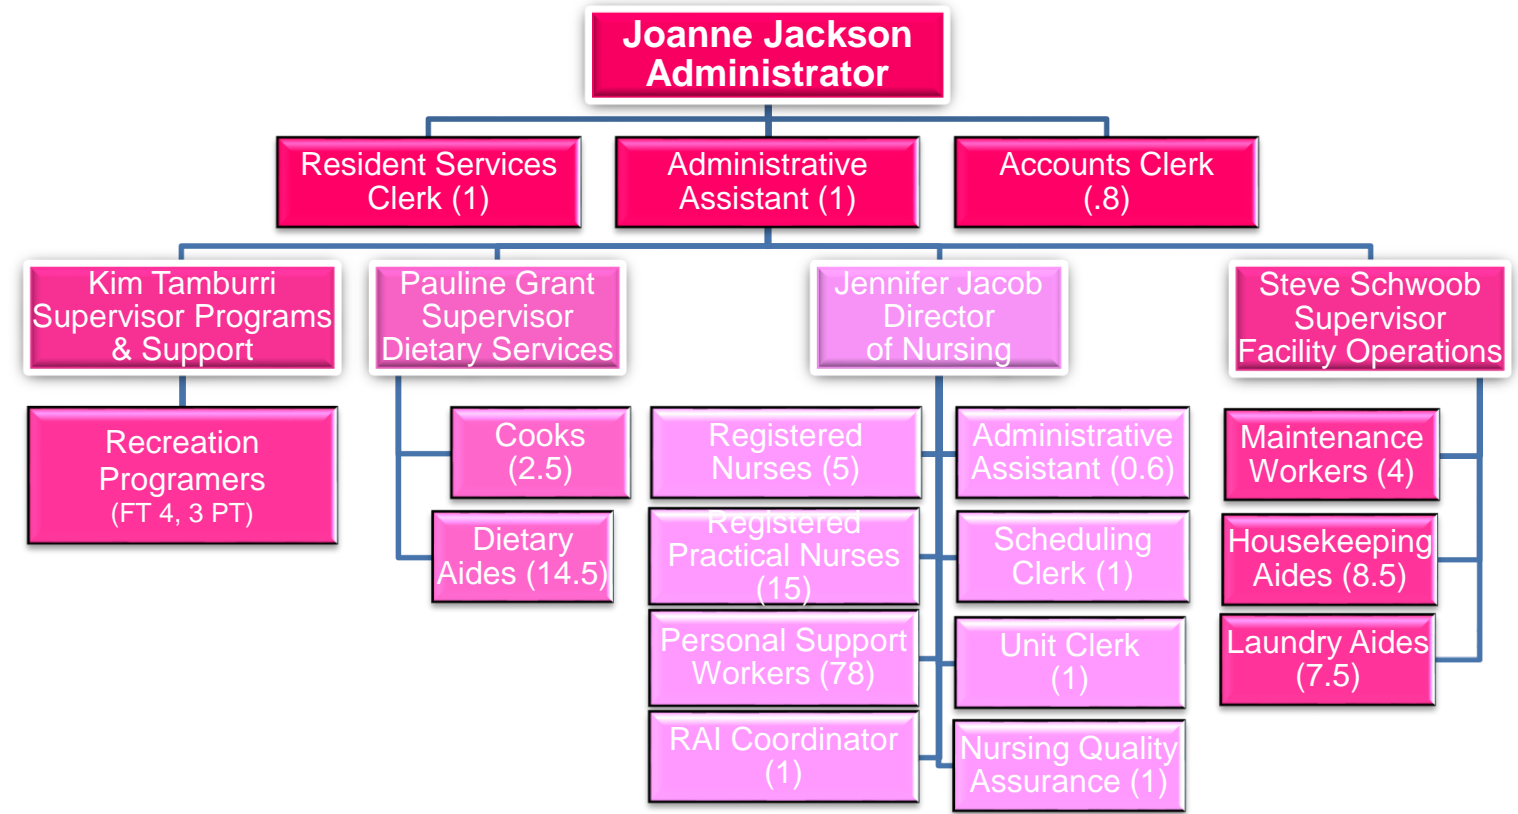 Joanne Jackson
Administrator
Resident Services
Clerk (1)
Administrative
Assistant (1)
Accounts Clerk
(.8)
Kim Tamburri
Supervisor Programs
& Support
Pauline Grant
Supervisor
Dietary Services
Jennifer Jacob
Director
of Nursing
Steve Schwoob
Supervisor
Facility Operations
Recreation
Programers
(FT 4, 3 PT)
Cooks
(2.5)
Dietary
Aides (14.5)
Registered
Nurses (5)
Registered
Practical Nurses
(15)
Personal Support
Workers (78)
RAI Coordinator
(1)
Administrative
Assistant (0.6)
Scheduling
Clerk (1)
Unit Clerk
(1)
Nursing Quality
Assurance (1)
Maintenance
Workers (4)
Housekeeping
Aides (8.5)
Laundry Aides
(7.5)